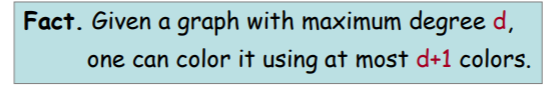 Fact. Given a graph with maximum degree d,
one can color it using at most d+1 colors.